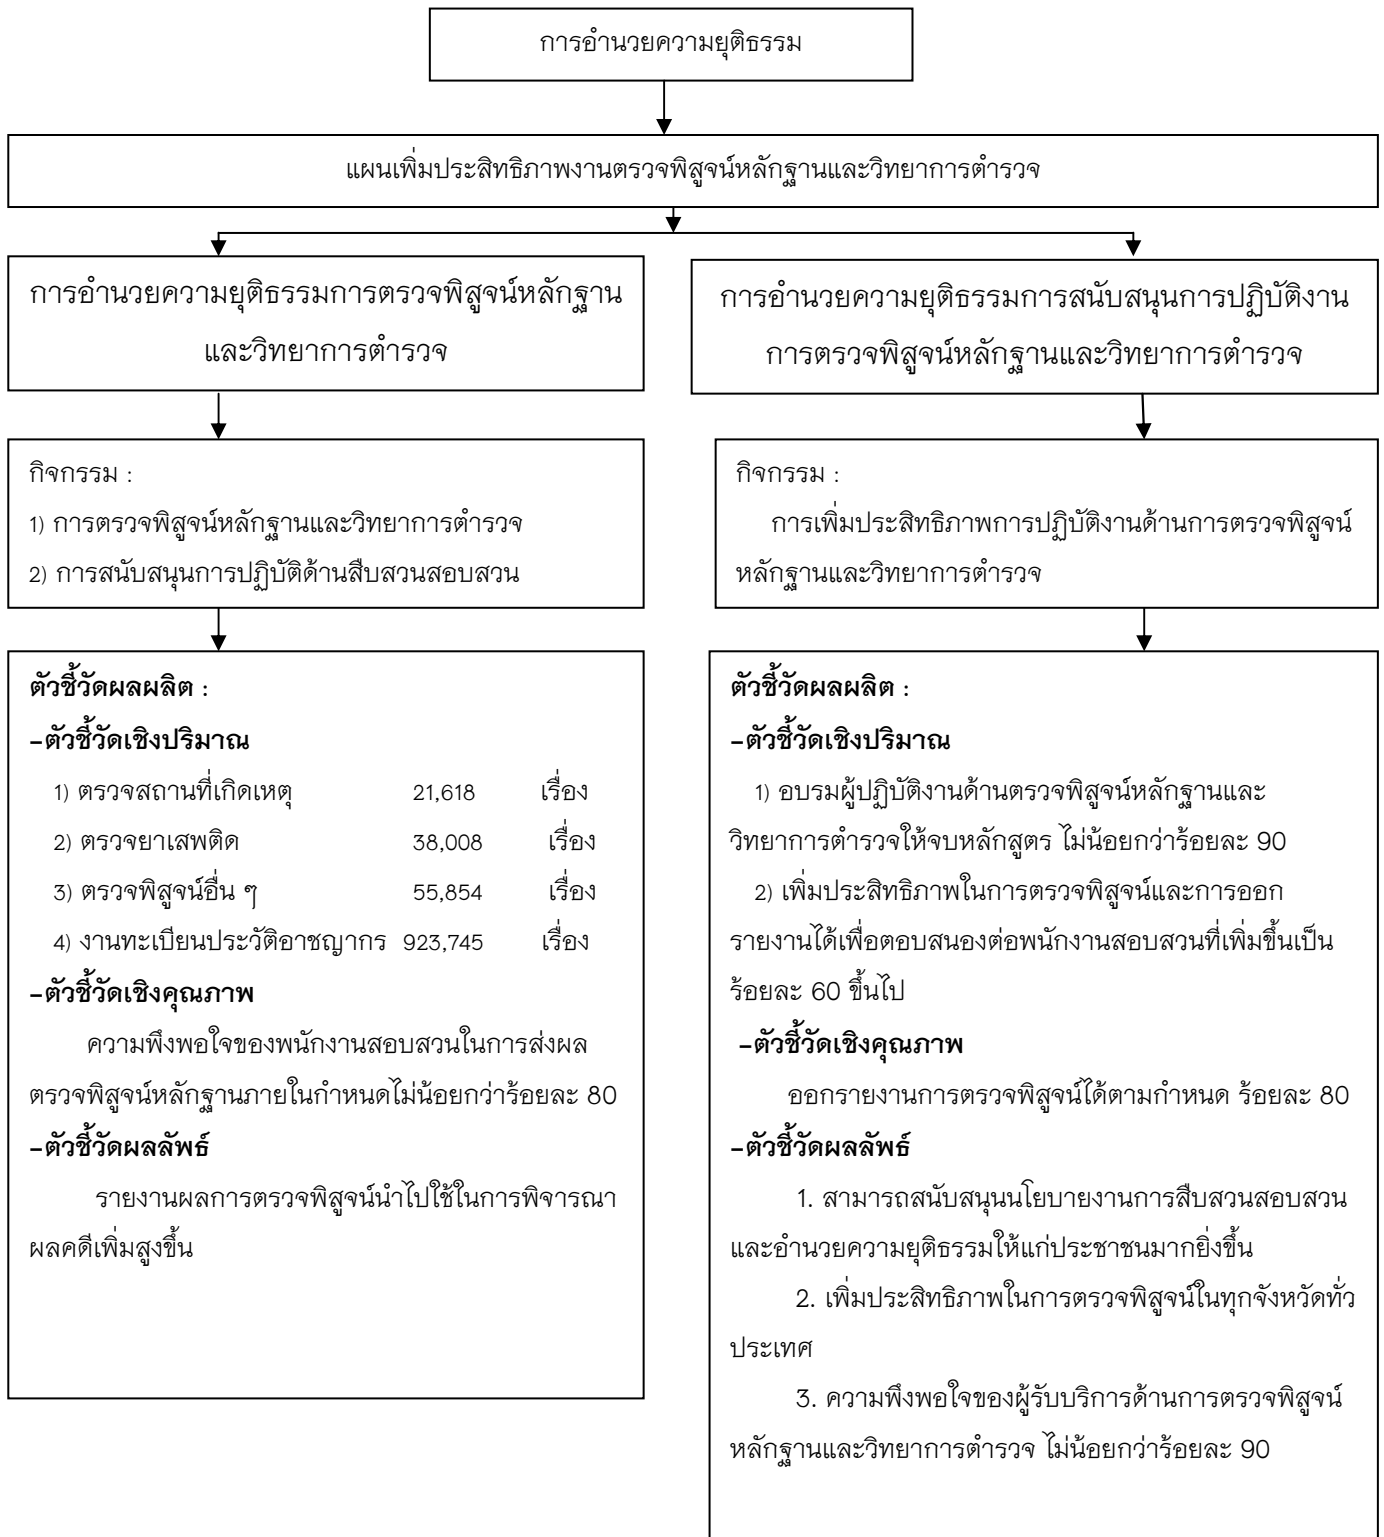 การอำนวยความยุติธรรม
แผนเพิ่มประสิทธิภาพงานตรวจพิสูจน์หลักฐานและวิทยาการตำรวจ
การอำนวยความยุติธรรมการตรวจพิสูจน์หลักฐาน
และวิทยาการตำรวจ
กิจกรรม :
1) การตรวจพิสูจน์หลักฐานและวิทยาการตำรวจ
2) การสนับสนุนการปฏิบัติด้านสืบสวนสอบสวน
ตัวชี้วัดผลผลิต :
-ตัวชี้วัดเชิงปริมาณ
1) ตรวจสถานที่เกิดเหตุ 21,618 เรื่อง
2) ตรวจยาเสพติด 38,008 เรื่อง
3) ตรวจพิสูจน์อื่น ๆ 55,854 เรื่อง
4) งานทะเบียนประวัติอาชญากร 923,745 เรื่อง
-ตัวชี้วัดเชิงคุณภาพ
ความพึงพอใจของพนักงานสอบสวนในการส่งผล
ตรวจพิสูจน์หลักฐานภายในกำหนดไม่น้อยกว่าร้อยละ 80
-ตัวชี้วัดผลลัพธ์
รายงานผลการตรวจพิสูจน์นำไปใช้ในการพิจารณา
ผลคดีเพิ่มสูงขึ้น
การอำนวยความยุติธรรมการสนับสนุนการปฏิบัติงาน
การตรวจพิสูจน์หลักฐานและวิทยาการตำรวจ
กิจกรรม :
การเพิ่มประสิทธิภาพการปฏิบัติงานด้านการตรวจพิสูจน์
หลักฐานและวิทยาการตำรวจ
ตัวชี้วัดผลผลิต :
-ตัวชี้วัดเชิงปริมาณ
1) อบรมผู้ปฏิบัติงานด้านตรวจพิสูจน์หลักฐานและ
วิทยาการตำรวจให้จบหลักสูตร ไม่น้อยกว่าร้อยละ 90
2) เพิ่มประสิทธิภาพในการตรวจพิสูจน์และการออก
รายงานได้เพื่อตอบสนองต่อพนักงานสอบสวนที่เพิ่มขึ้นเป็น
ร้อยละ 60 ขึ้นไป
-ตัวชี้วัดเชิงคุณภาพ
ออกรายงานการตรวจพิสูจน์ได้ตามกำหนด ร้อยละ 80
-ตัวชี้วัดผลลัพธ์
1. สามารถสนับสนุนนโยบายงานการสืบสวนสอบสวน
และอำนวยความยุติธรรมให้แก่ประชาชนมากยิ่งขึ้น
2. เพิ่มประสิทธิภาพในการตรวจพิสูจน์ในทุกจังหวัดทั่ว
ประเทศ
3. ความพึงพอใจของผู้รับบริการด้านการตรวจพิสูจน์
หลักฐานและวิทยาการตำรวจ ไม่น้อยกว่าร้อยละ 90